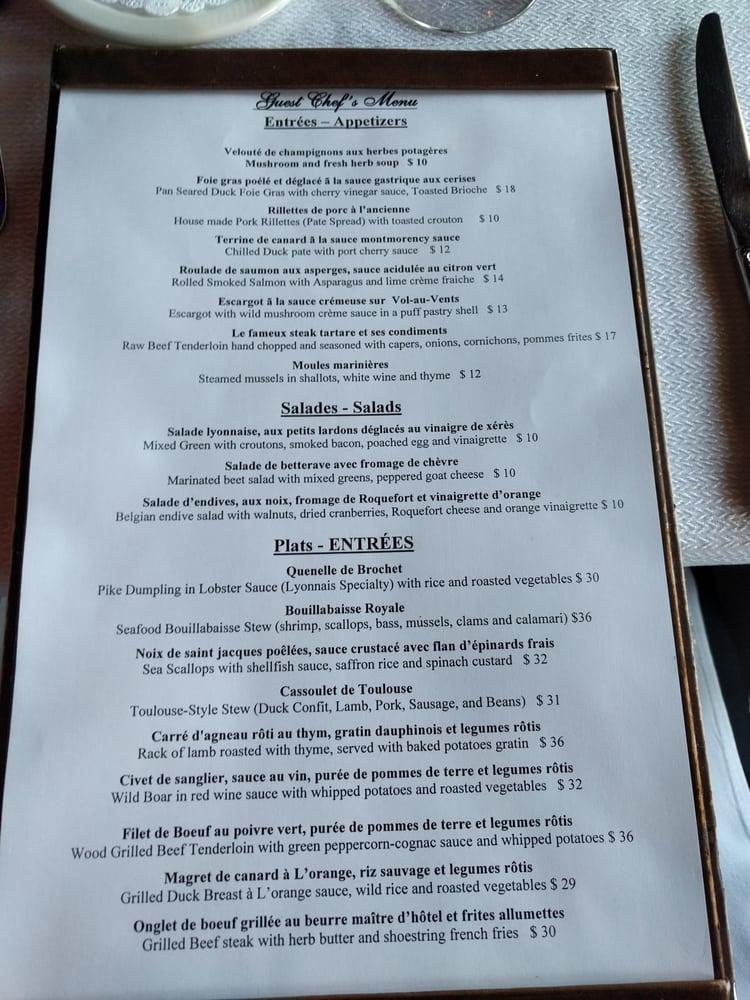 Guest Chef's Menu
Entrées – Appetizers
Velouté de champignons aux herbes potagères
Mushroom and fresh herb soup $ 10
Foie gras poélé et déglacé ã la sauce gastrique aux cerises
Pan Seared Duck Foie Gras with cherry vinegar sauce, Toasted Brioche $ 18
Rillettes de porc à l'ancienne
House made Pork Rillettes (Pate Spread) with toasted crouton $ 10
Terrine de canard ã la sauce montmorency sauce
Chilled Duck pate with port cherry sauce $ 12
Roulade de saumon aux asperges, sauce acidulée au citron vert
Rolled Smoked Salmon with Asparagus and lime crème fraiche $ 14
Escargot ã la sauce crémeuse sur Vol-au-Vents
Escargot with wild mushroom crème sauce in a puff pastry shell $ 13
Le fameux steak tartare et ses condiments
Raw Beef Tenderloin hand chopped and seasoned with capers, onions, cornichons, pommes frites $ 17
Moules marinières
Steamed mussels in shallots, white wine and thyme $ 12
Salades - Salads
Salade lyonnaise, aux petits lardons déglacés au vinaigre de xérès
Mixed Green with croutons, smoked bacon, poached egg and vinaigrette $ 10
Salade de betterave avec fromage de chèvre
Marinated beet salad with mixed greens, peppered goat cheese $ 10
Salade d'endives, aux noix, fromage de Roquefort et vinaigrette d'orange
Belgian endive salad with walnuts, dried cranberries, Roquefort cheese and orange vinaigrette $ 10
Plats - ENTRÉES
Quenelle de Brochet
Pike Dumpling in Lobster Sauce (Lyonnais Specialty) with rice and roasted vegetables $ 30
Bouillabaisse Royale
Seafood Bouillabaisse Stew (shrimp, scallops, bass, mussels, clams and calamari) $36
Noix de saint jacques poêlées, sauce crustacé avec flan d'épinards frais
Sea Scallops with shellfish sauce, saffron rice and spinach custard $ 32
Cassoulet de Toulouse
Toulouse-Style Stew (Duck Confit, Lamb, Pork, Sausage, and Beans) $ 31
Carré d'agneau rôti au thym, gratin dauphinois et legumes rôtis
Rack of lamb roasted with thyme, served with baked potatoes gratin $ 36
Civet de sanglier, sauce au vin, purée de pommes de terre et legumes rôtis
Wild Boar in red wine sauce with whipped potatoes and roasted vegetables $ 32
Filet de Boeuf au poivre vert, purée de pommes de terre et legumes rôtis
Wood Grilled Beef Tenderloin with green peppercorn-cognac sauce and whipped potatoes $ 36
Magret de canard à L'orange, riz sauvage et legumes rôtis
Grilled Duck Breast à L'orange sauce, wild rice and roasted vegetables $ 29
Onglet de boeuf grillée au beurre maître d'hôtel et frites allumettes
Grilled Beef steak with herb butter and shoestring french fries $ 30